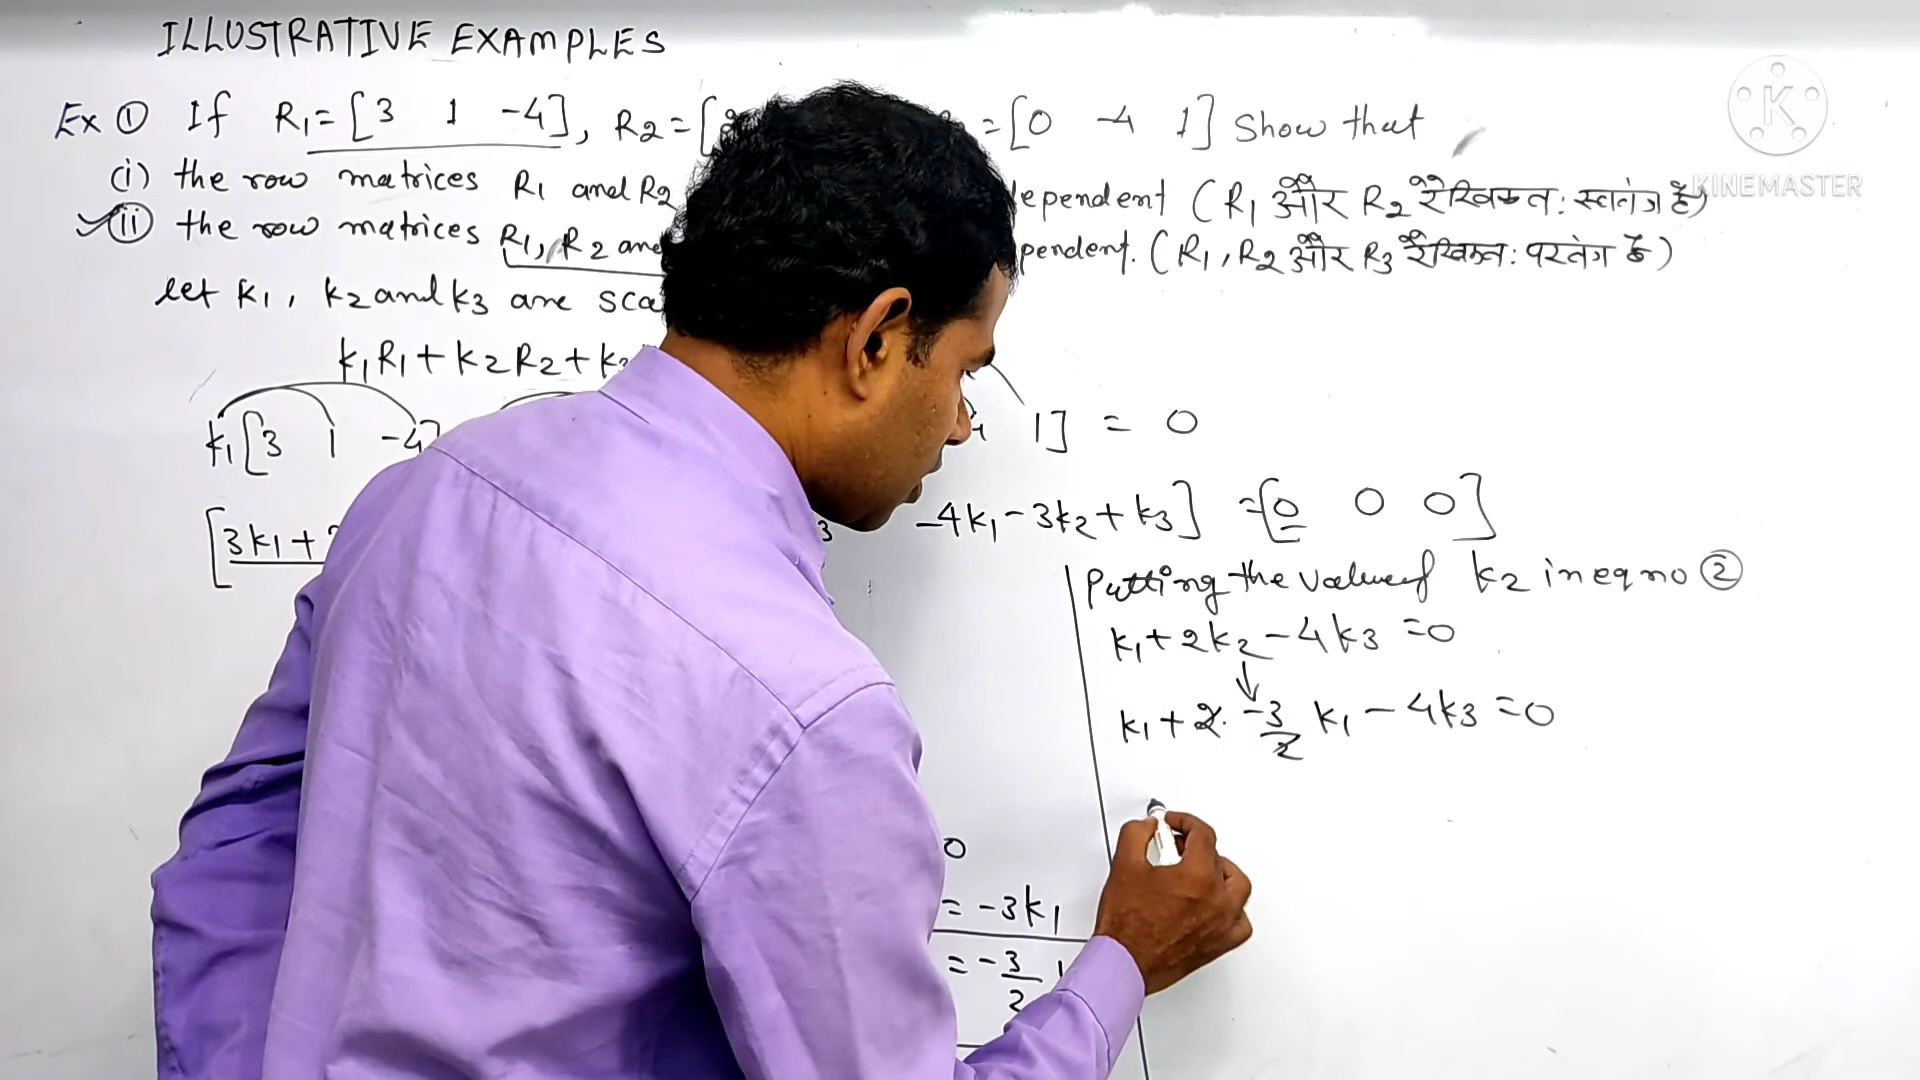 ILLUSTRATIVE EXAMPLES
Ex ① If R₁ = [3 1 -4], R₂ = [2 = [0 -4 1] Show that
(i) the row matrices R₁ and R₂ ependent (R₁ और R₂ रैखिकतः स्वतंत्र है)
(ii) the row matrices R₁, R₂ and pendent. (R₁, R₂ और R₃ रैखिकतः परतंत्र है)
let k₁, k₂ and k₃ are sca
k₁R₁ + k₂R₂ + k₃
k₁[3 1 -4] 1] = 0
[3k₁ + -4k₁ - 3k₂ + k₃] = [0 0 0]
Putting the value of k₂ in eq no ②
k₁ + 2k₂ - 4k₃ = 0
k₁ + 2 · -3/2 k₁ - 4k₃ = 0
0
= -3k₁
= -3/2
KINEMASTER